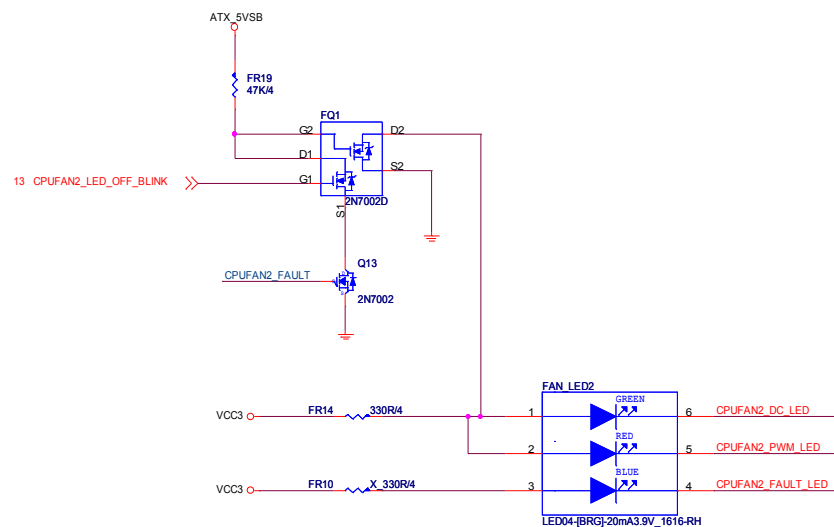 ATX_5VSB
FR19
47K/4
FQ1
G2
D2
D1
S2
13 CPUFAN2_LED_OFF_BLINK
G1
S1
2N7002D
Q13
CPUFAN2_FAULT
2N7002
FAN_LED2
GREEN
VCC3
FR14
330R/4
1
6
CPUFAN2_DC_LED
RED
2
5
CPUFAN2_PWM_LED
BLUE
VCC3
FR10
X_330R/4
3
4
CPUFAN2_FAULT_LED
LED04-[BRG]-20mA3.9V_1616-RH